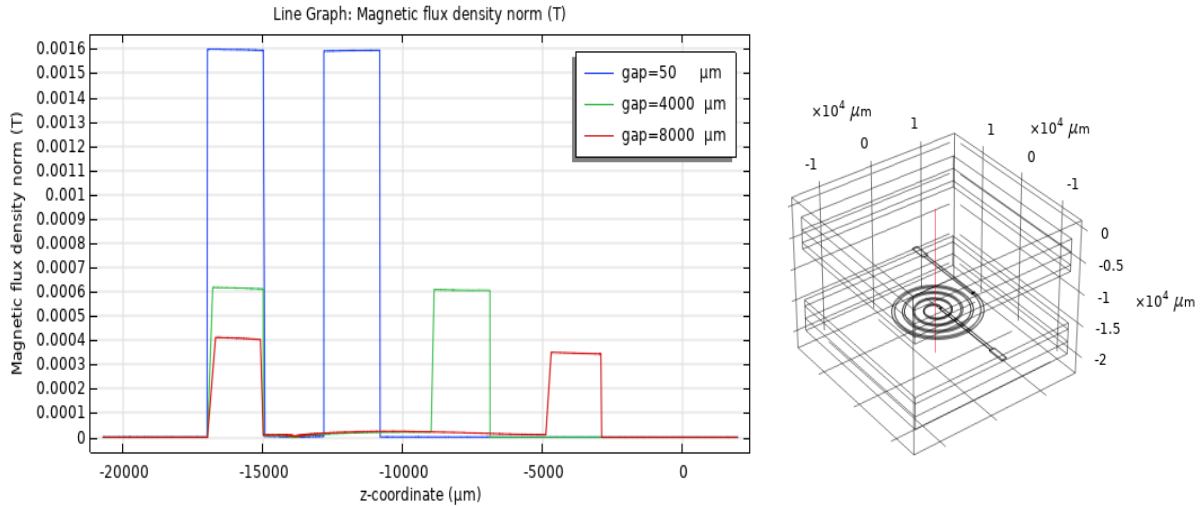 Line Graph: Magnetic flux density norm (T)
Magnetic flux density norm (T)
0.0016
0.0015
0.0014
0.0013
0.0012
0.0011
0.001
0.0009
0.0008
0.0007
0.0006
0.0005
0.0004
0.0003
0.0002
0.0001
0
gap=50 μm
gap=4000 μm
gap=8000 μm
-20000 -15000 -10000 -5000 0
z-coordinate (μm)
×10⁴ μm
1
0
-1
1
×10⁴ μm
0
-1
0
-0.5
-1
×10⁴ μm
-1.5
-2